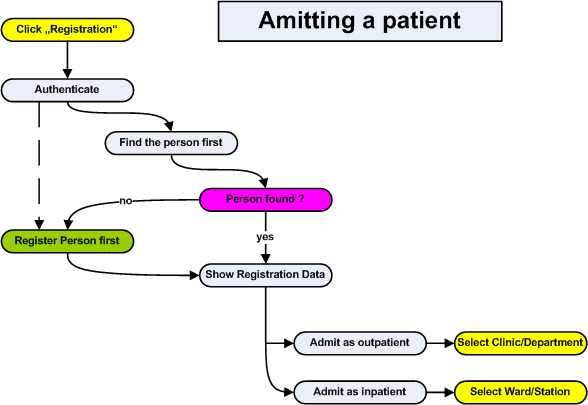 Amitting a patient
Click „Registration“
Authenticate
Find the person first
Person found ?
no
yes
Register Person first
Show Registration Data
Admit as outpatient
Select Clinic/Department
Admit as inpatient
Select Ward/Station